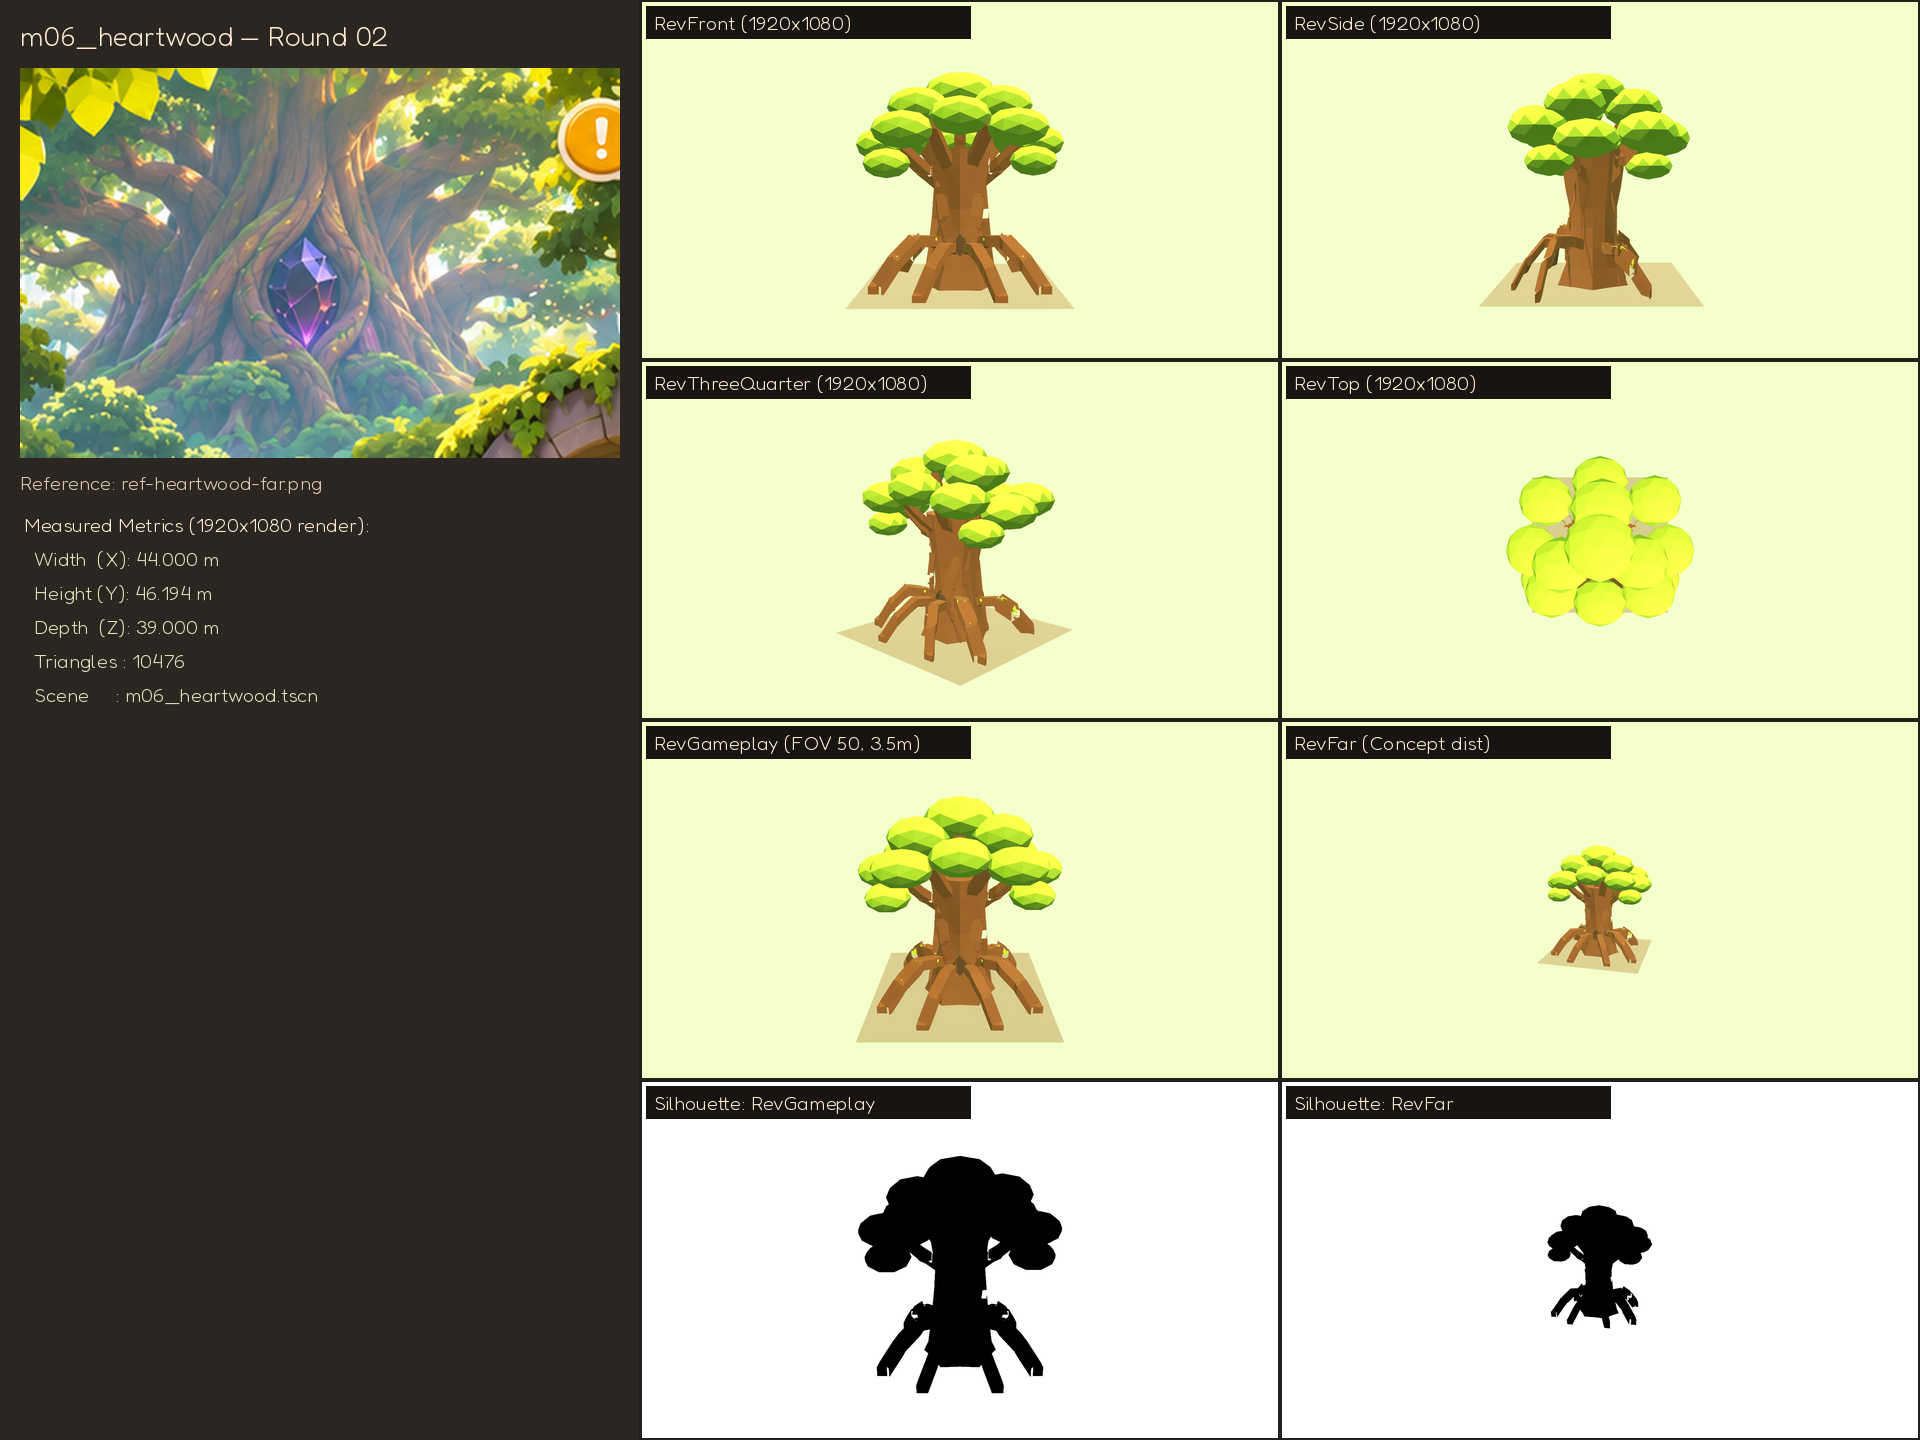 m06_heartwood — Round 02
!
Reference: ref-heartwood-far.png
Measured Metrics (1920x1080 render):
Width (X): 44.000 m
Height (Y): 46.194 m
Depth (Z): 39.000 m
Triangles : 10476
Scene : m06_heartwood.tscn
RevFront (1920x1080)
RevSide (1920x1080)
RevThreeQuarter (1920x1080)
RevTop (1920x1080)
RevGameplay (FOV 50, 3.5m)
RevFar (Concept dist)
Silhouette: RevGameplay
Silhouette: RevFar